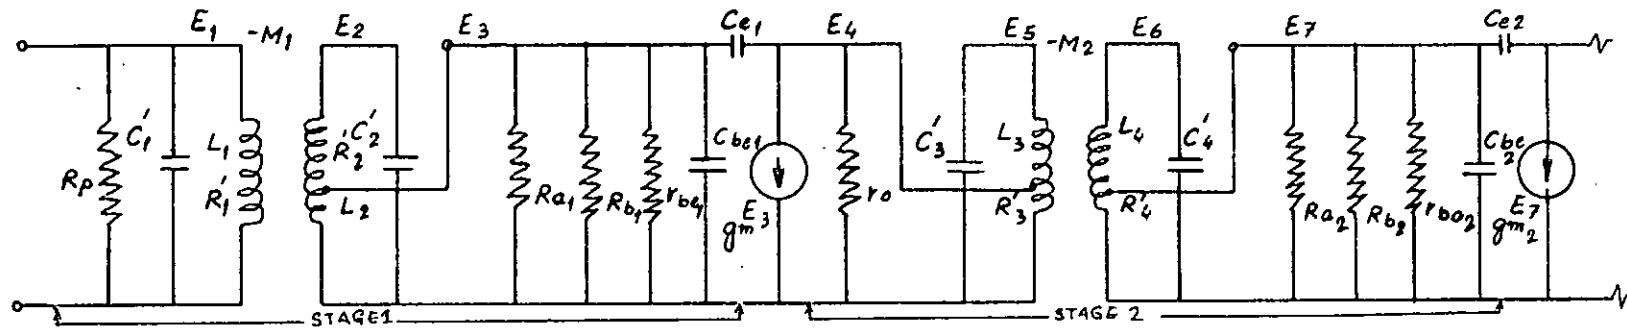 E1 -M1 E2 E3 Ce1 E4 E5 -M2 E6 E7 Ce2
C'1 L1 C'2 Cbe1 C'3 L3 L4 C'4 Cbe2
Rp R'1 R'2 L2 Ra1 Rb1 rbe1 gm E3 ro R'3 R'4 Ra2 Rb2 rbe2 gm2 E7
STAGE1 STAGE 2